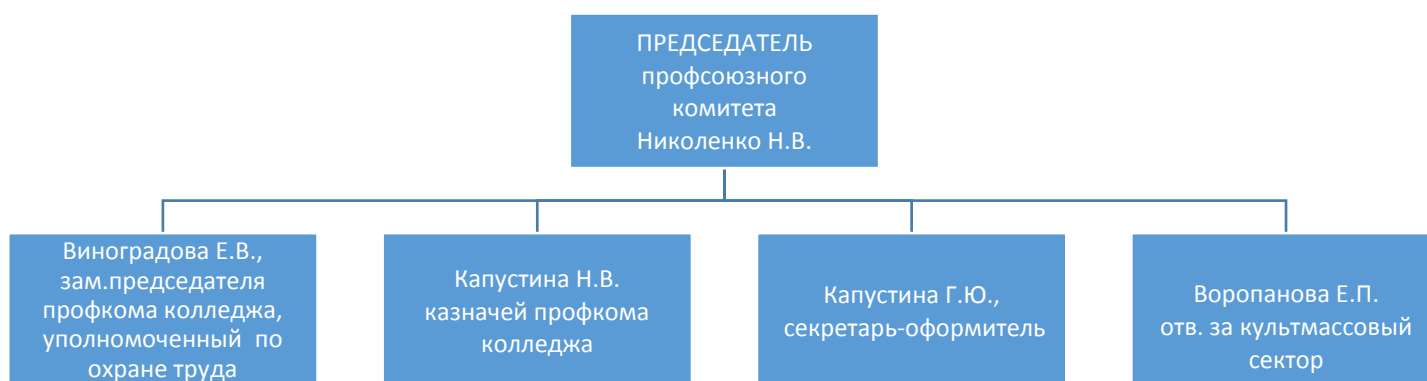 ПРЕДСЕДАТЕЛЬ
профсоюзного
комитета
Николенко Н.В.
Виноградова Е.В.,
зам.председателя
профкома колледжа,
уполномоченный по
охране труда
Капустина Н.В.
казначей профкома
колледжа
Капустина Г.Ю.,
секретарь-оформитель
Воропанова Е.П.
отв. за культмассовый
сектор